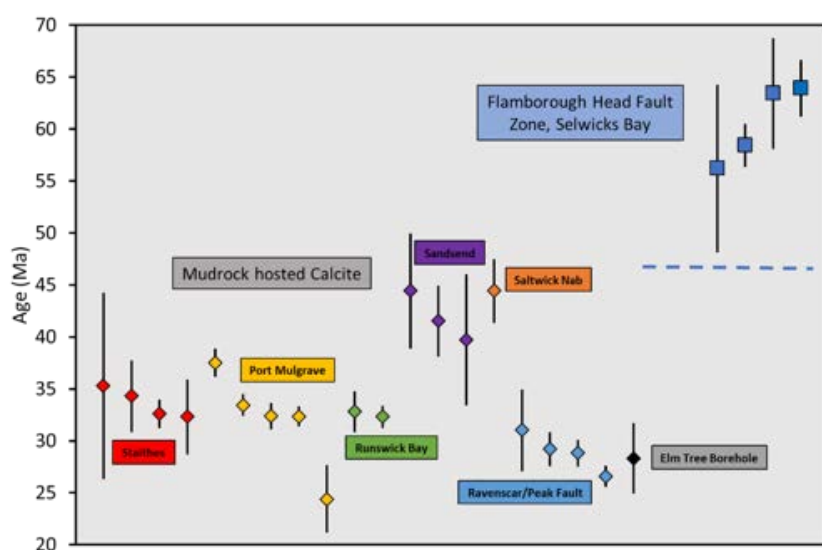 70
65
60
55
50
45
40
35
30
25
20
Age (Ma)
Flamborough Head Fault
Zone, Selwicks Bay
Sandsend
Mudrock hosted Calcite
Saltwick Nab
Port Mulgrave
Staithes
Runswick Bay
Elm Tree Borehole
Ravenscar/Peak Fault